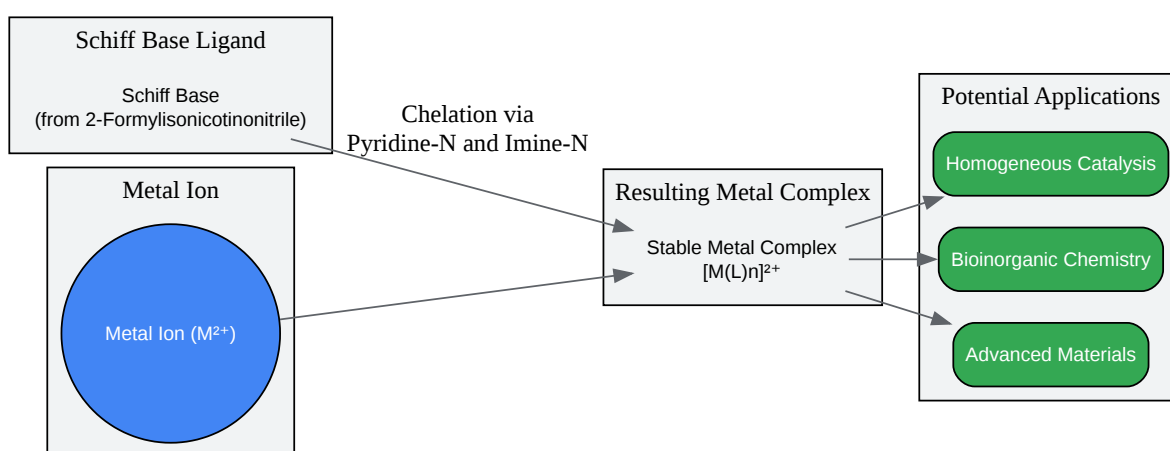 Schiff Base Ligand
Schiff Base
(from 2-Formylisonicotinonitrile)
Chelation via
Pyridine-N and Imine-N
Metal Ion
Metal Ion (M²⁺)
Resulting Metal Complex
Stable Metal Complex
[M(L)n]²⁺
Potential Applications
Homogeneous Catalysis
Bioinorganic Chemistry
Advanced Materials